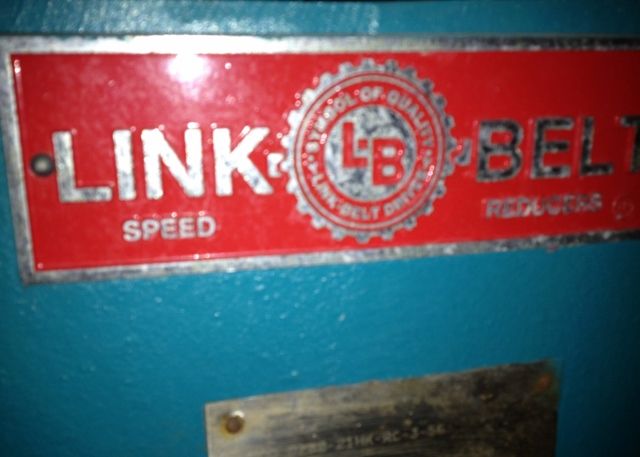 LINK BELT
SYMBOL OF QUALITY
LB
LINK-BELT DRIVES
SPEED REDUCERS